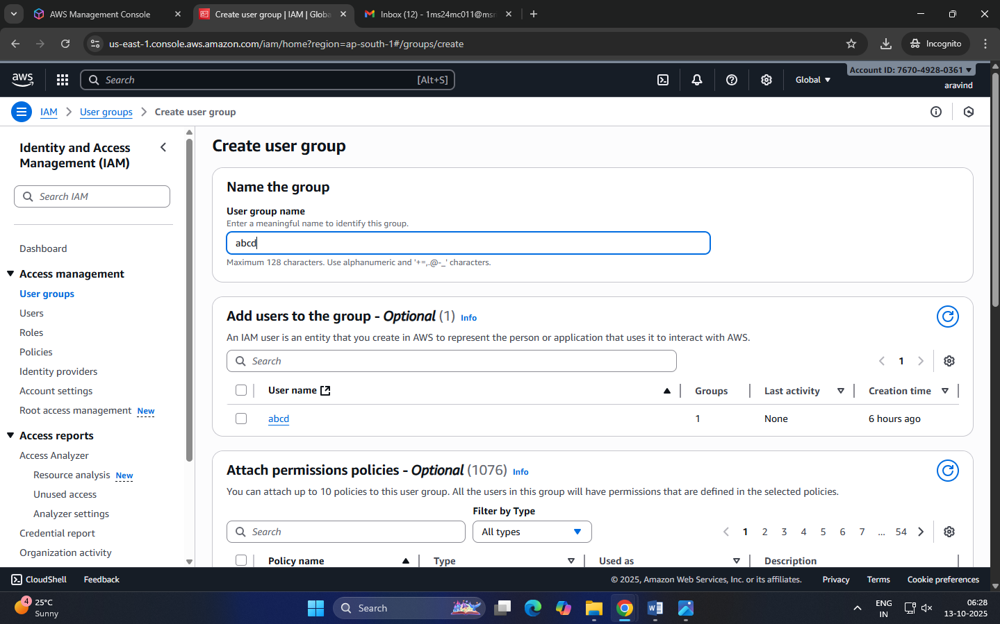 AWS Management Console
Create user group | IAM | Globa
Inbox (12) - 1ms24mc011@msr
us-east-1.console.aws.amazon.com/iam/home?region=ap-south-1#/groups/create
Incognito
aws
Search
[Alt+S]
Global
Account ID: 7670-4928-0361
aravind
IAM
User groups
Create user group
Identity and Access
Management (IAM)
Search IAM
Dashboard
Access management
User groups
Users
Roles
Policies
Identity providers
Account settings
Root access management New
Access reports
Access Analyzer
Resource analysis New
Unused access
Analyzer settings
Credential report
Organization activity
Create user group
Name the group
User group name
Enter a meaningful name to identify this group.
abcd
Maximum 128 characters. Use alphanumeric and '+=,.@-_' characters.
Add users to the group - Optional (1) Info
An IAM user is an entity that you create in AWS to represent the person or application that uses it to interact with AWS.
Search
1
User name Groups Last activity Creation time
abcd 1 None 6 hours ago
Attach permissions policies - Optional (1076) Info
You can attach up to 10 policies to this user group. All the users in this group will have permissions that are defined in the selected policies.
Filter by Type
Search
All types
1 2 3 4 5 6 7 ... 54
Policy name Type Used as Description
CloudShell Feedback © 2025, Amazon Web Services, Inc. or its affiliates. Privacy Terms Cookie preferences
4
25°C
Sunny
Search
ENG
IN
06:28
13-10-2025